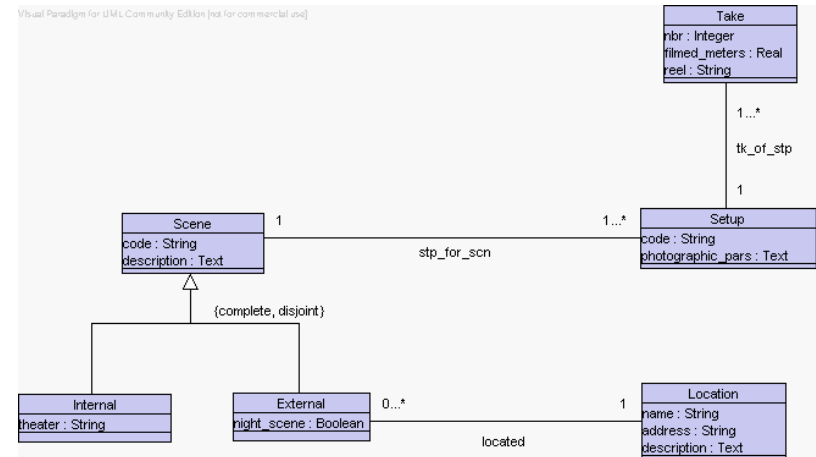 Visual Paradigm for UML Community Edition [not for commercial use]
Take
nbr : Integer
filmed_meters : Real
reel : String
1...*
tk_of_stp
1
Scene
code : String
description : Text
1
1...*
stp_for_scn
Setup
code : String
photographic_pars : Text
{complete, disjoint}
Internal
theater : String
External
night_scene : Boolean
0...*
1
located
Location
name : String
address : String
description : Text